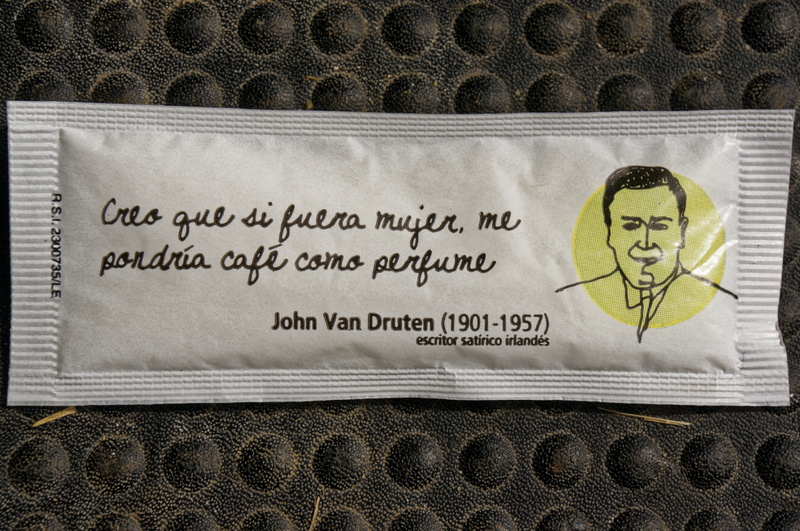 Creo que si fuera mujer, me
pondría café como perfume
John Van Druten (1901-1957)
escritor satírico irlandés
R.S.I. 2300735/LE